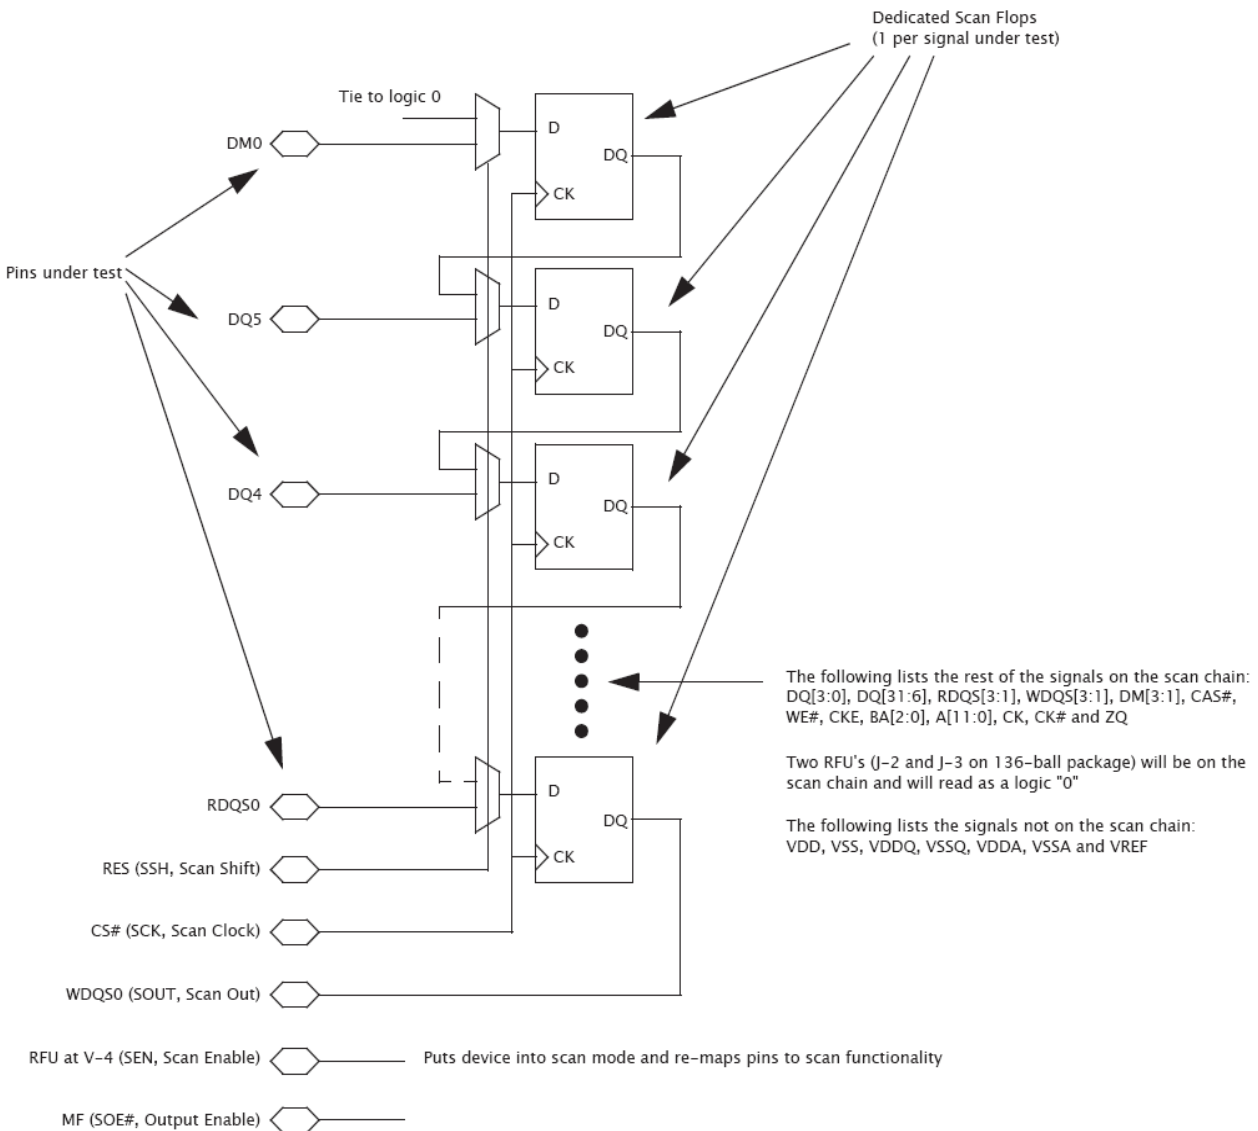 Dedicated Scan Flops
(1 per signal under test)
Tie to logic 0
DM0
D
DQ
CK
Pins under test
DQ5
D
DQ
CK
DQ4
D
DQ
CK
The following lists the rest of the signals on the scan chain:
DQ[3:0], DQ[31:6], RDQS[3:1], WDQS[3:1], DM[3:1], CAS#,
WE#, CKE, BA[2:0], A[11:0], CK, CK# and ZQ
Two RFU's (J-2 and J-3 on 136-ball package) will be on the
scan chain and will read as a logic "0"
The following lists the signals not on the scan chain:
VDD, VSS, VDDQ, VSSQ, VDDA, VSSA and VREF
RDQS0
D
DQ
CK
RES (SSH, Scan Shift)
CS# (SCK, Scan Clock)
WDQS0 (SOUT, Scan Out)
RFU at V-4 (SEN, Scan Enable)
Puts device into scan mode and re-maps pins to scan functionality
MF (SOE#, Output Enable)